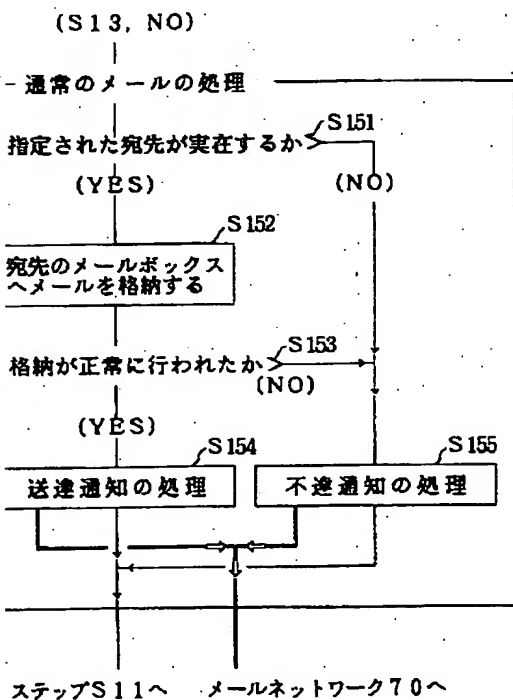 (S13, NO)
通常のメールの処理
S151
指定された宛先が実在するか
(YES)
(NO)
S152
宛先のメールボックス
へメールを格納する
S153
格納が正常に行われたか
(NO)
(YES)
S154
S155
送達通知の処理
不達通知の処理
ステップS11へ
メールネットワーク70へ